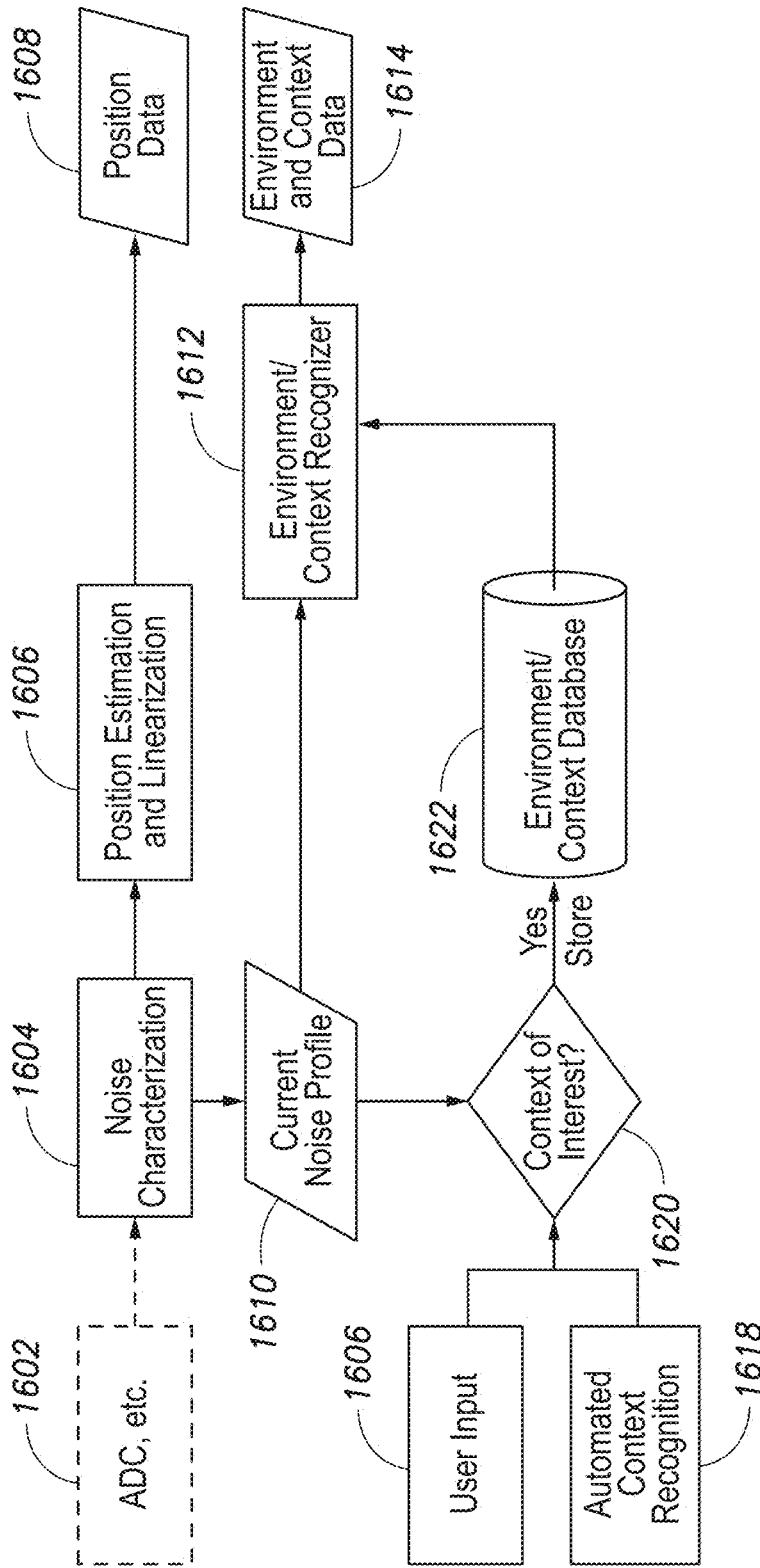 1602
ADC, etc.
1604
Noise
Characterization
1606
Position Estimation
and Linearization
1608
Position
Data
1610
Current
Noise Profile
1612
Environment/
Context Recognizer
1614
Environment
and Context
Data
1606
User Input
1618
Automated
Context
Recognition
1620
Context of
Interest?
Yes
Store
1622
Environment/
Context Database